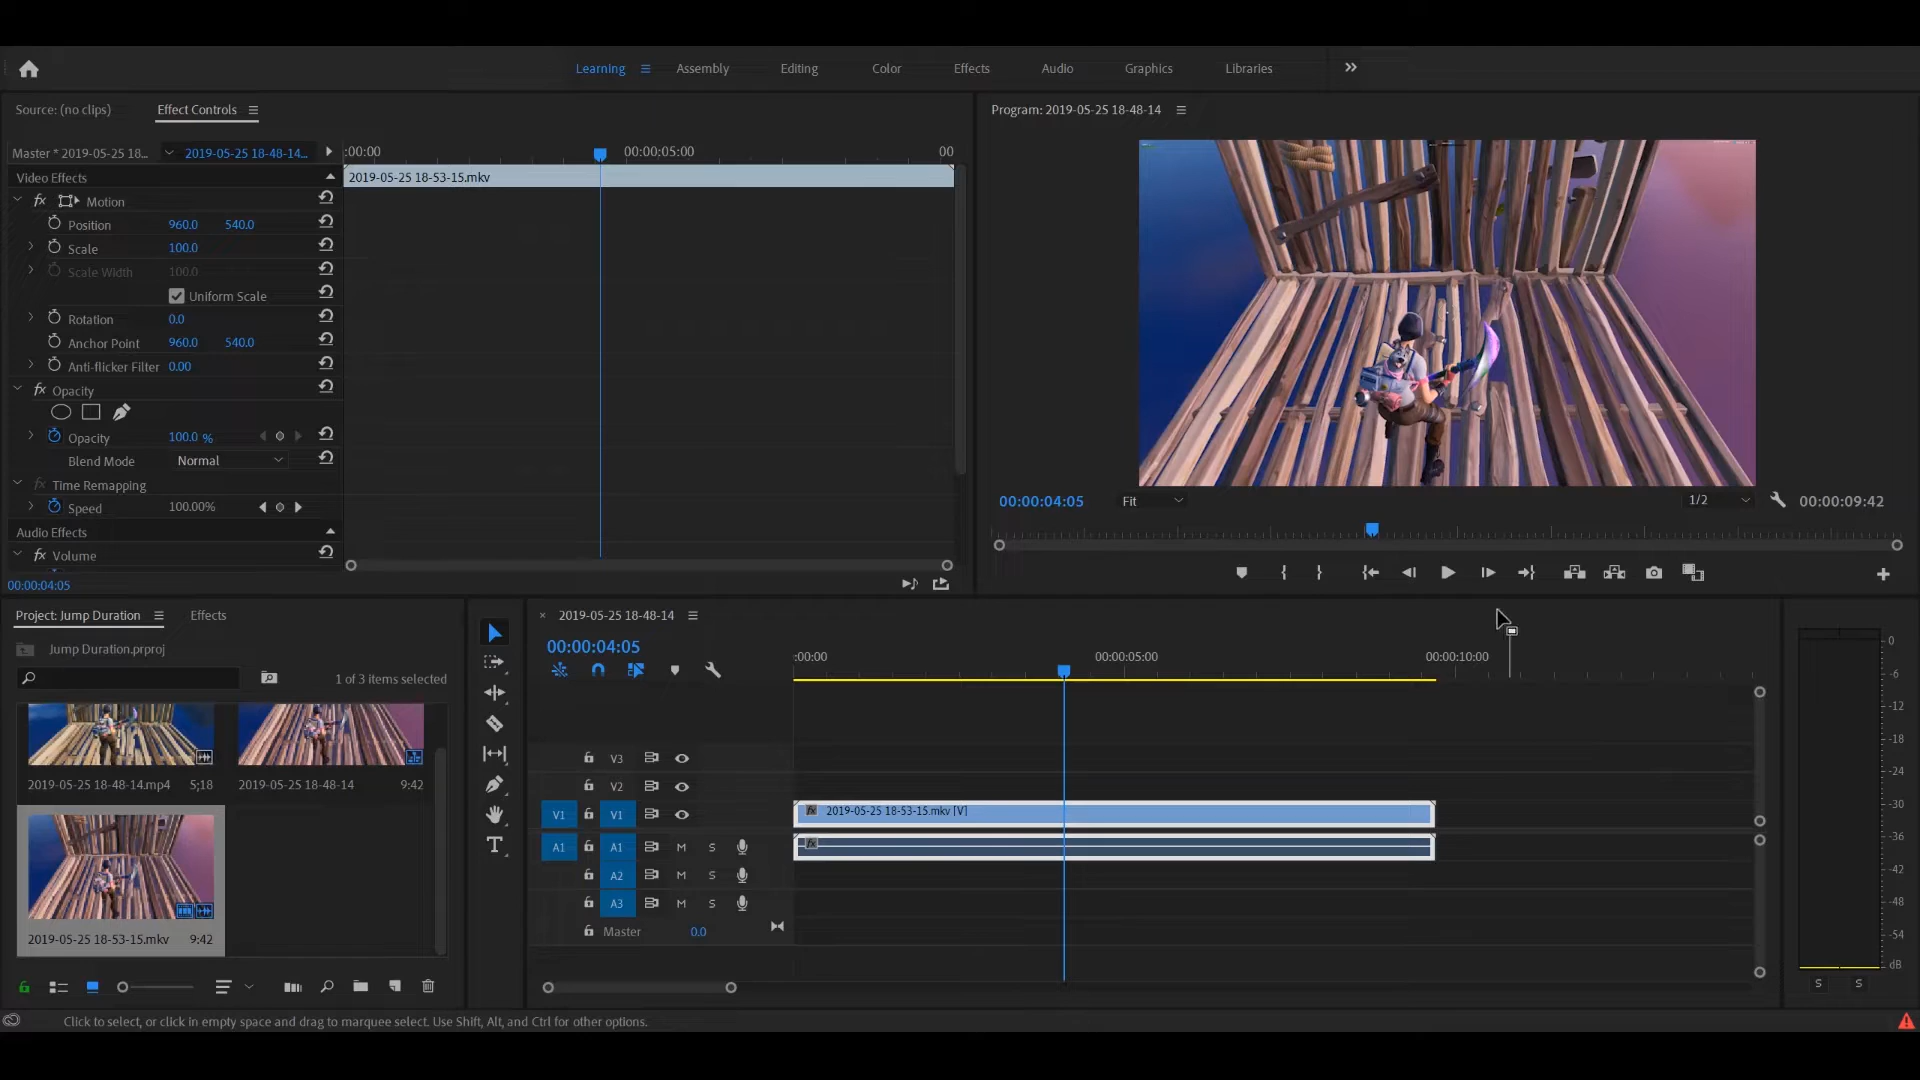 Learning Assembly Editing Color Effects Audio Graphics Libraries
Source: (no clips) Effect Controls
Program: 2019-05-25 18-48-14
Master * 2019-05-25 18... 2019-05-25 18-48-14...
:00:00 00:00:05:00 00
Video Effects
2019-05-25 18-53-15.mkv
fx Motion
Position 960.0 540.0
Scale 100.0
Scale Width 100.0
Uniform Scale
Rotation 0.0
Anchor Point 960.0 540.0
Anti-flicker Filter 0.00
fx Opacity
Opacity 100.0 %
Blend Mode Normal
fx Time Remapping
Speed 100.00%
Audio Effects
fx Volume
00:00:04:05
00:00:04:05 Fit 1/2 00:00:09:42
Project: Jump Duration Effects
Jump Duration.prproj
1 of 3 items selected
2019-05-25 18-48-14.mp4 5;18
2019-05-25 18-48-14 9:42
2019-05-25 18-53-15.mkv 9:42
2019-05-25 18-48-14
00:00:04:05
:00:00 00:00:05:00 00:00:10:00
V3
V2
V1 V1 fx 2019-05-25 18-53-15.mkv [V]
A1 A1 M S fx
A2 M S
A3 M S
Master 0.0
0
-6
-12
-18
-24
-30
-36
-42
-48
-54
dB
S S
Click to select, or click in empty space and drag to marquee select. Use Shift, Alt, and Ctrl for other options.